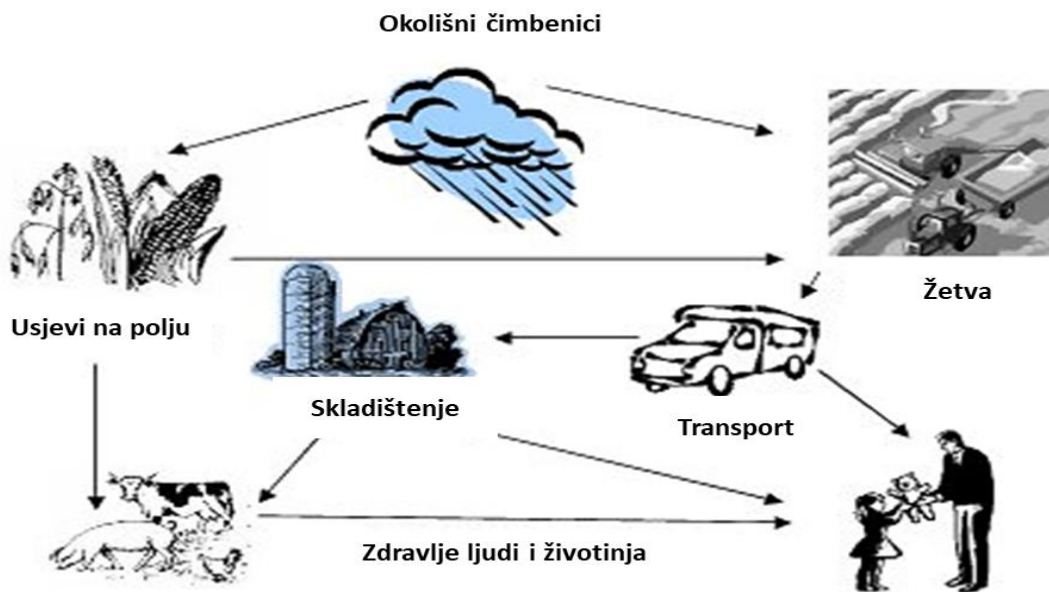 Okolišni čimbenici
Žetva
Usjevi na polju
Skladištenje
Transport
Zdravlje ljudi i životinja